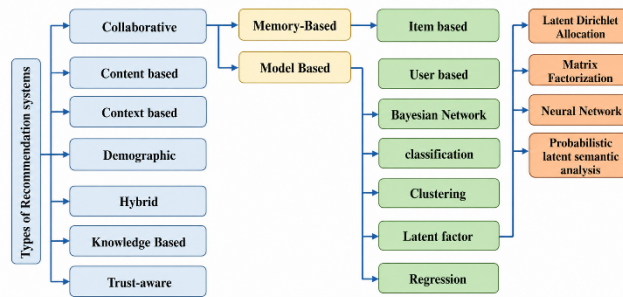 Types of Recommendation systems
Collaborative
Content based
Context based
Demographic
Hybrid
Knowledge Based
Trust-aware
Memory-Based
Model Based
Item based
User based
Bayesian Network
classification
Clustering
Latent factor
Regression
Latent Dirichlet
Allocation
Matrix
Factorization
Neural Network
Probabilistic
latent semantic
analysis